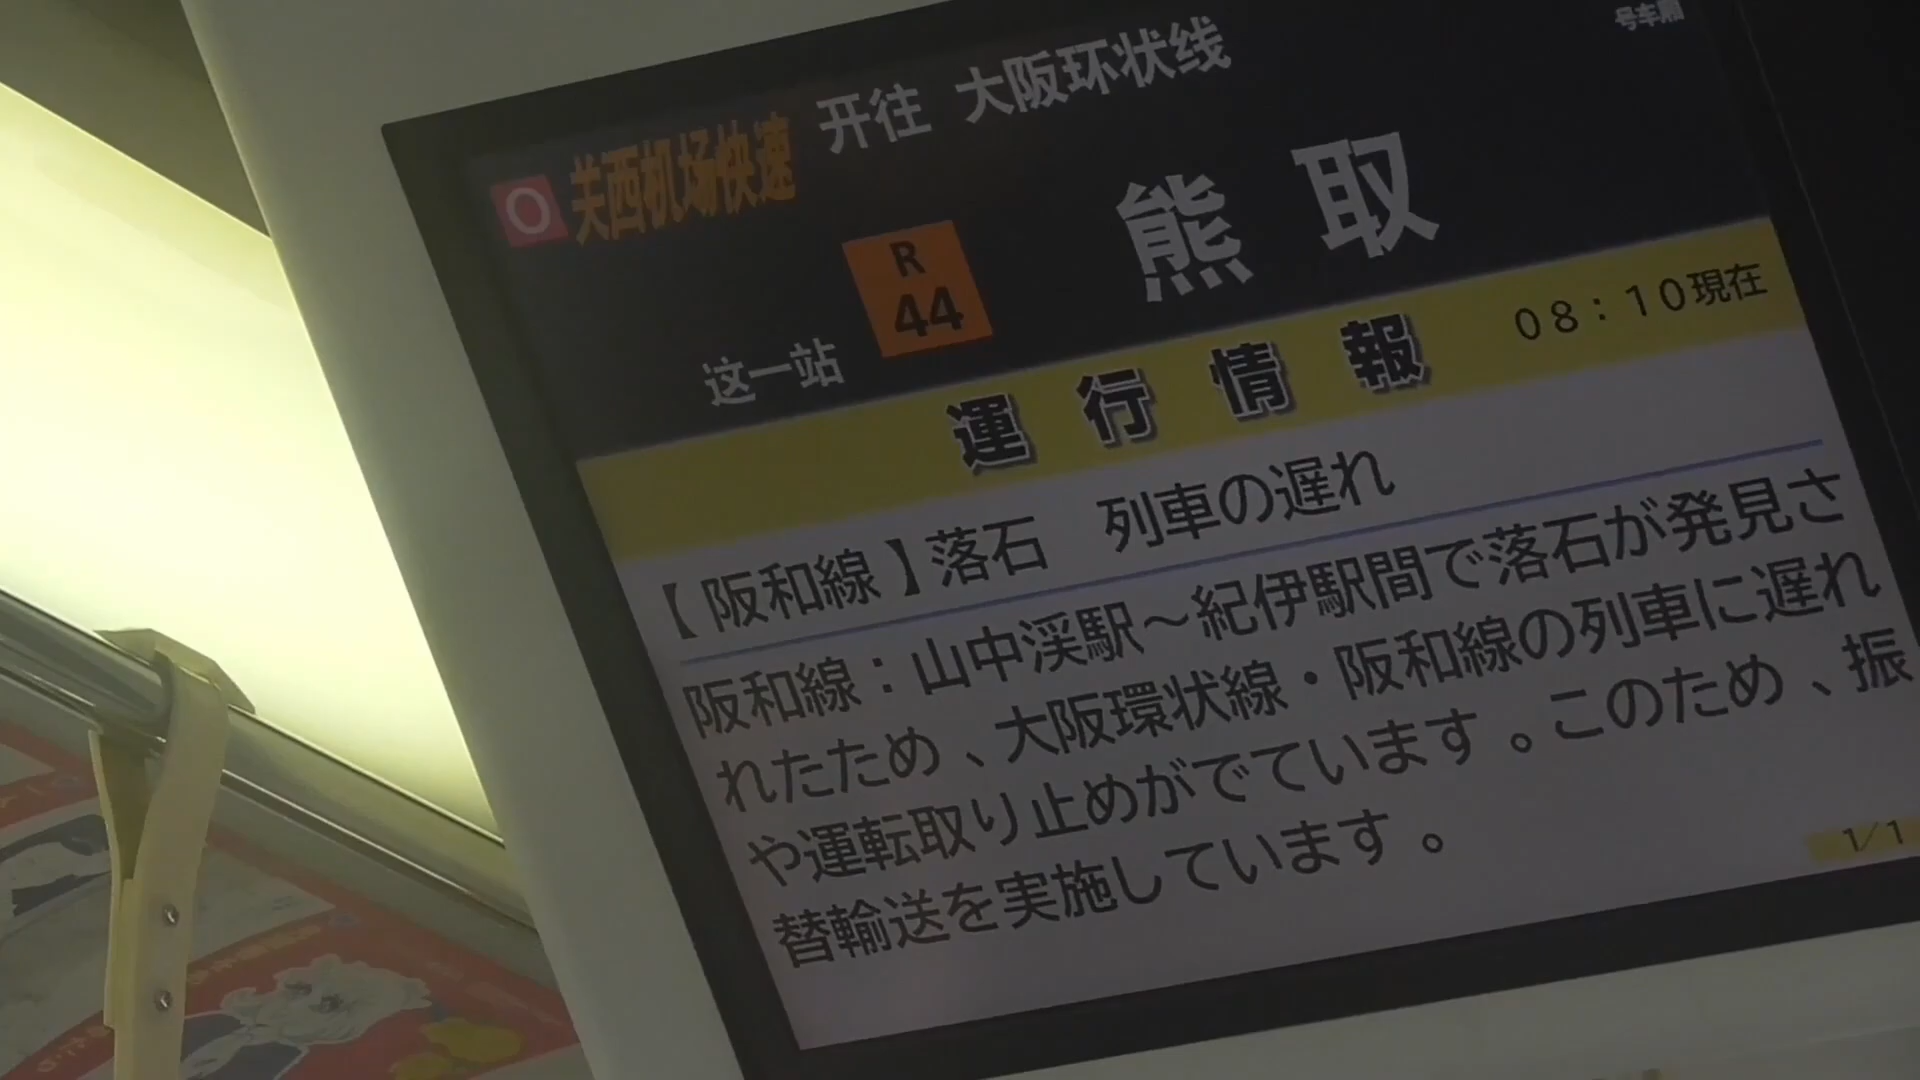 号车厢
O 关西机场快速 开往 大阪环状线
R
44
熊取
这一站
運行情報 08:10現在
【阪和線】落石 列車の遅れ
阪和線：山中渓駅～紀伊駅間で落石が発見さ
れたため、大阪環状線・阪和線の列車に遅れ
や運転取り止めがでています。このため、振
替輸送を実施しています。
1/1